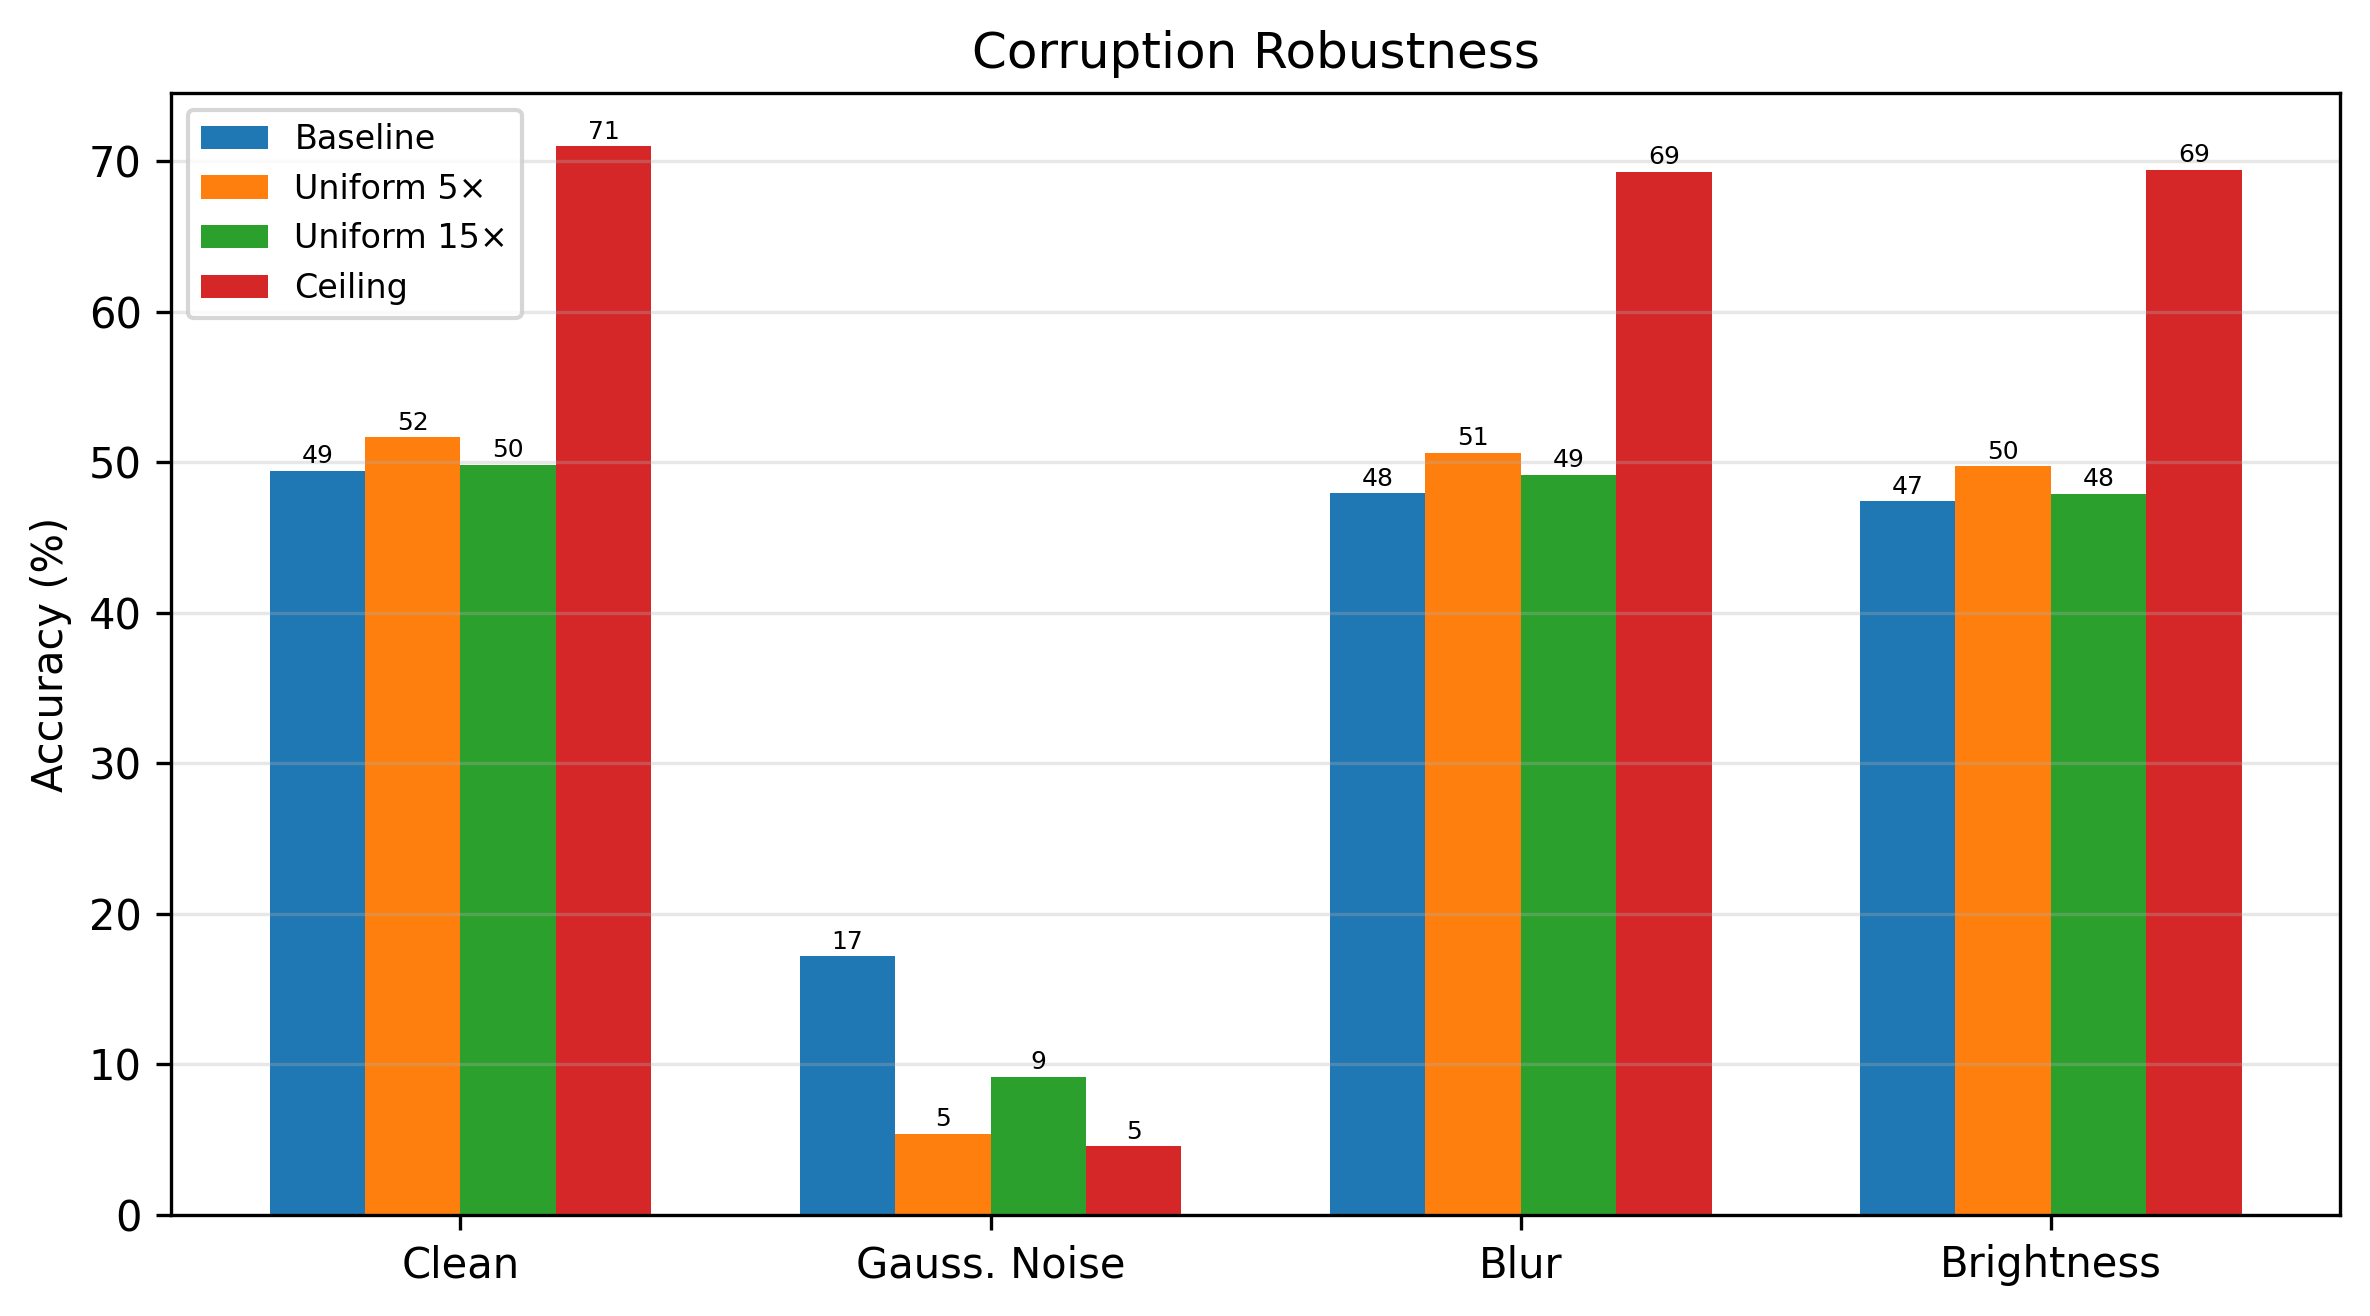 Corruption Robustness
Baseline
Uniform 5×
Uniform 15×
Ceiling
Accuracy (%)
70
60
50
40
30
20
10
0
49
52
50
71
17
5
9
5
48
51
49
69
47
50
48
69
Clean
Gauss. Noise
Blur
Brightness